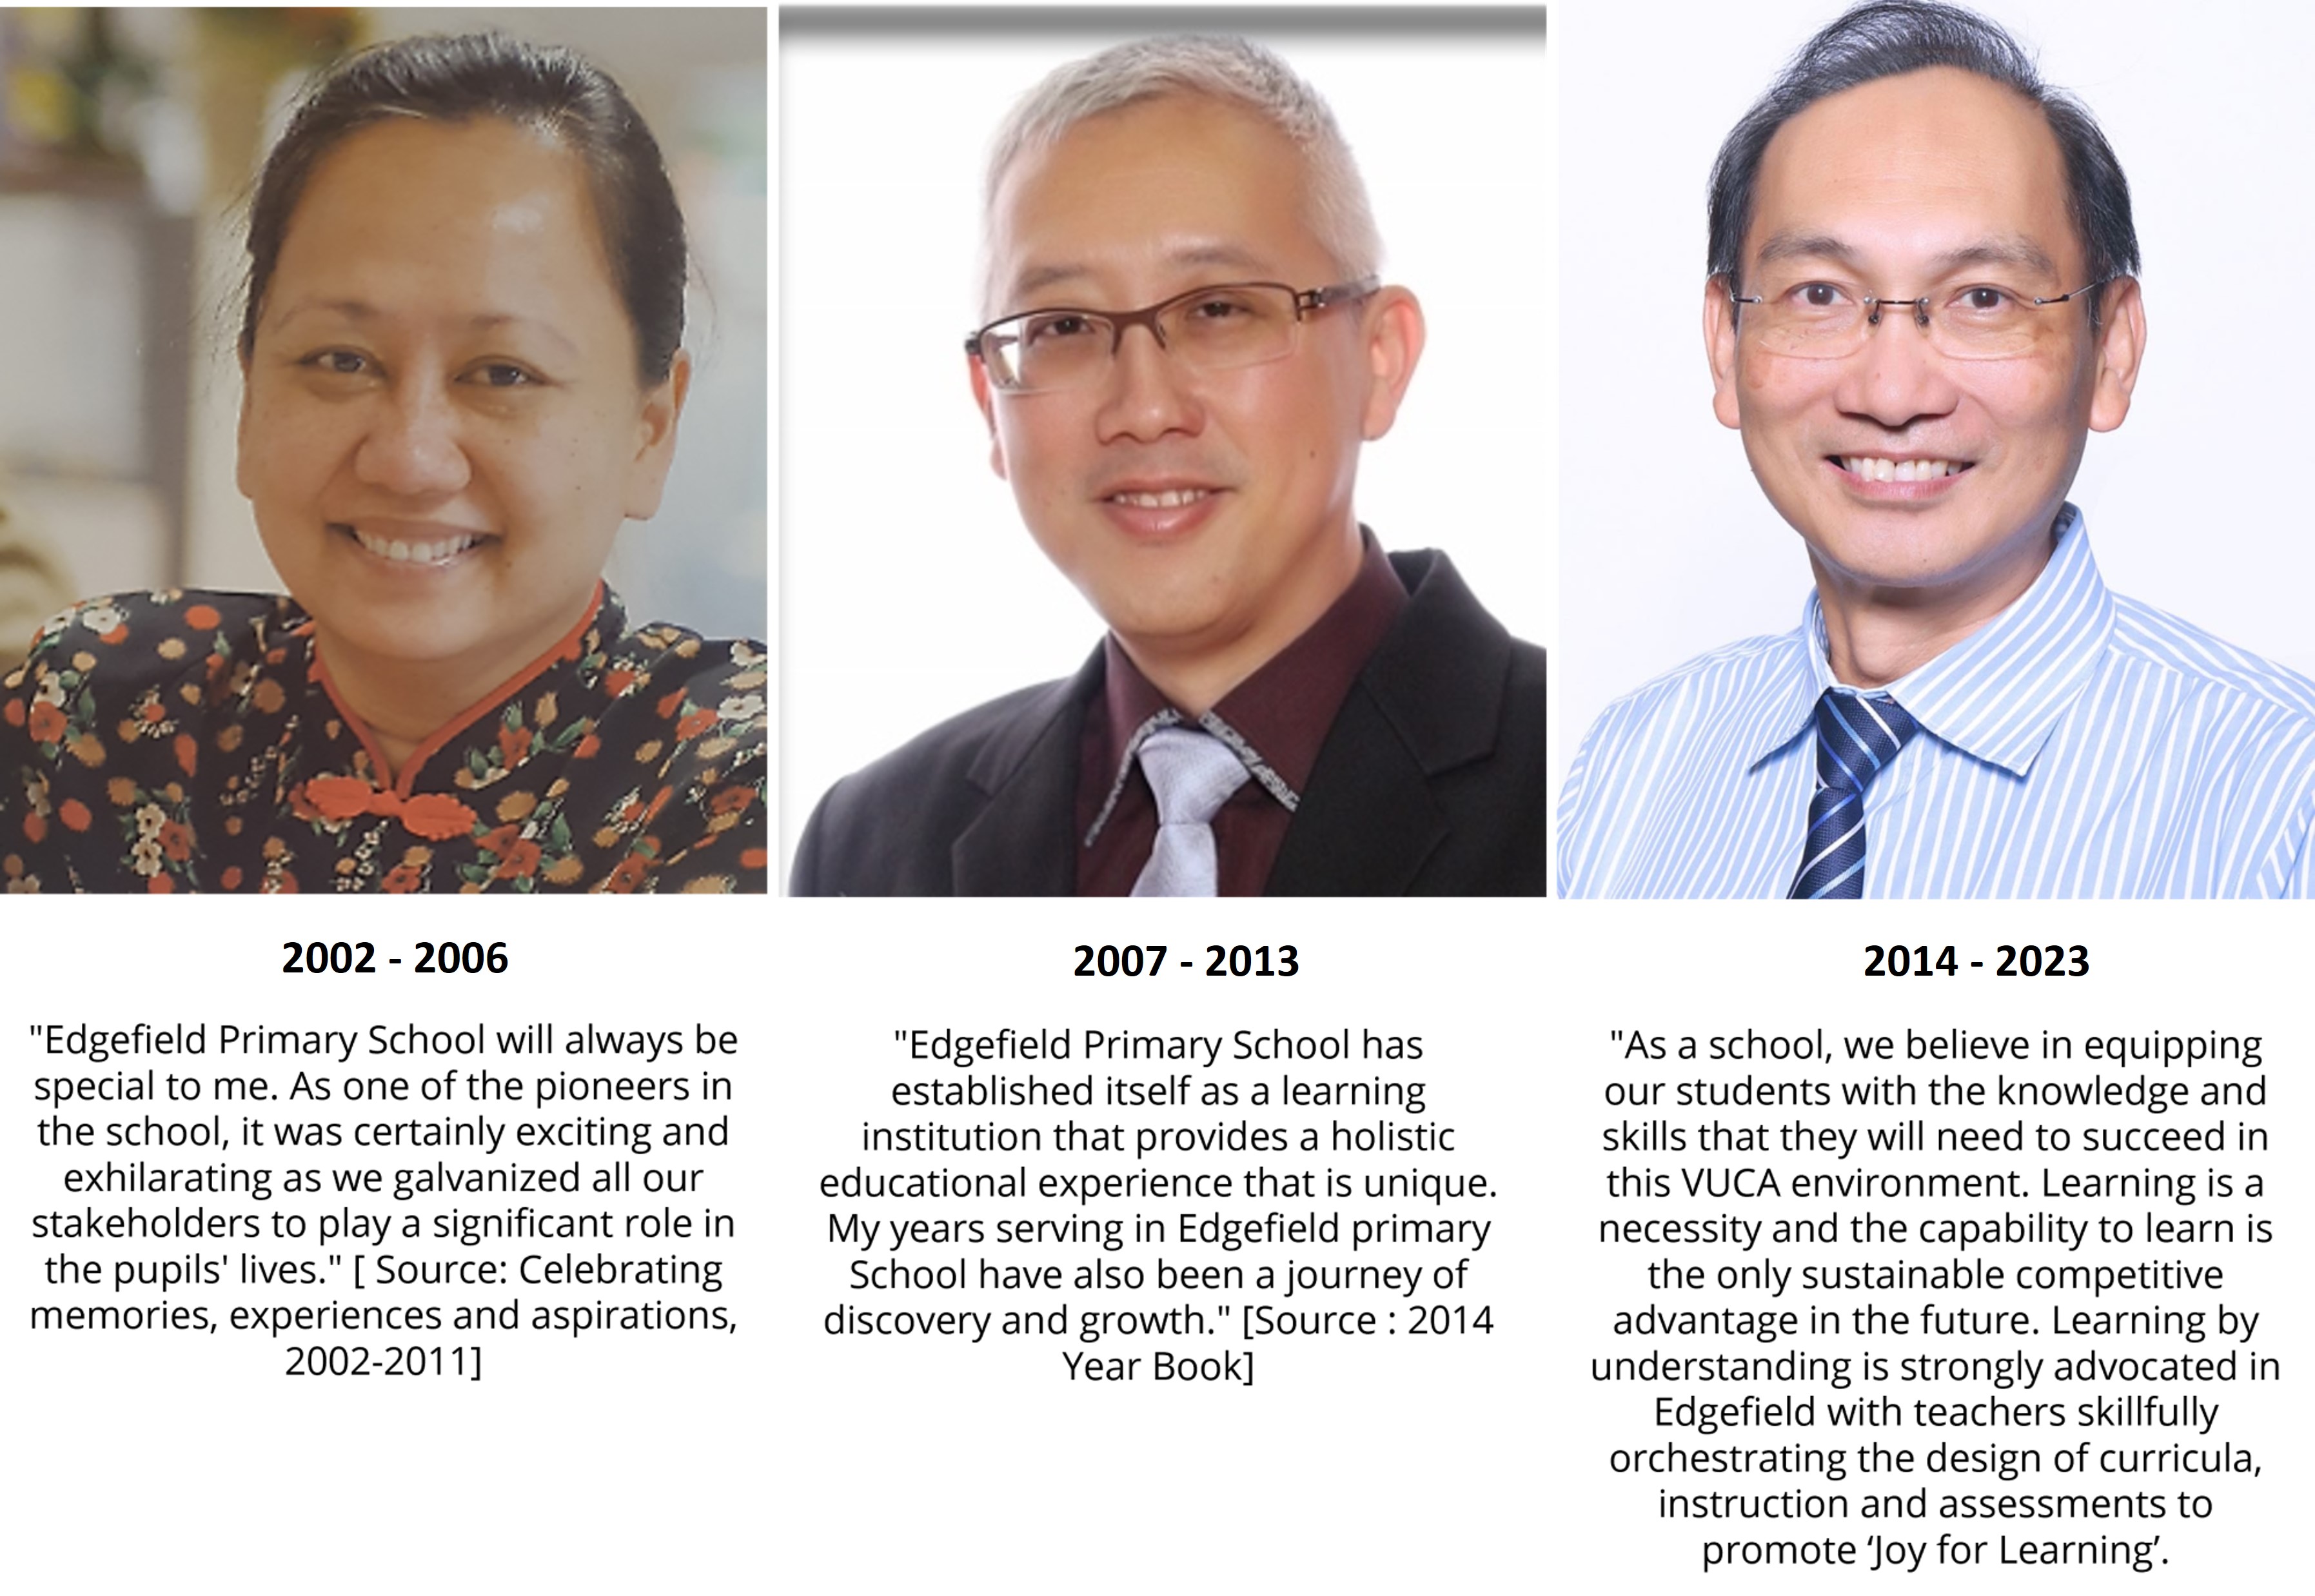 2002 - 2006
"Edgefield Primary School will always be
special to me. As one of the pioneers in
the school, it was certainly exciting and
exhilarating as we galvanized all our
stakeholders to play a significant role in
the pupils' lives." [ Source: Celebrating
memories, experiences and aspirations,
2002-2011]
2007 - 2013
"Edgefield Primary School has
established itself as a learning
institution that provides a holistic
educational experience that is unique.
My years serving in Edgefield primary
School have also been a journey of
discovery and growth." [Source : 2014
Year Book]
2014 - 2023
"As a school, we believe in equipping
our students with the knowledge and
skills that they will need to succeed in
this VUCA environment. Learning is a
necessity and the capability to learn is
the only sustainable competitive
advantage in the future. Learning by
understanding is strongly advocated in
Edgefield with teachers skillfully
orchestrating the design of curricula,
instruction and assessments to
promote ‘Joy for Learning’.